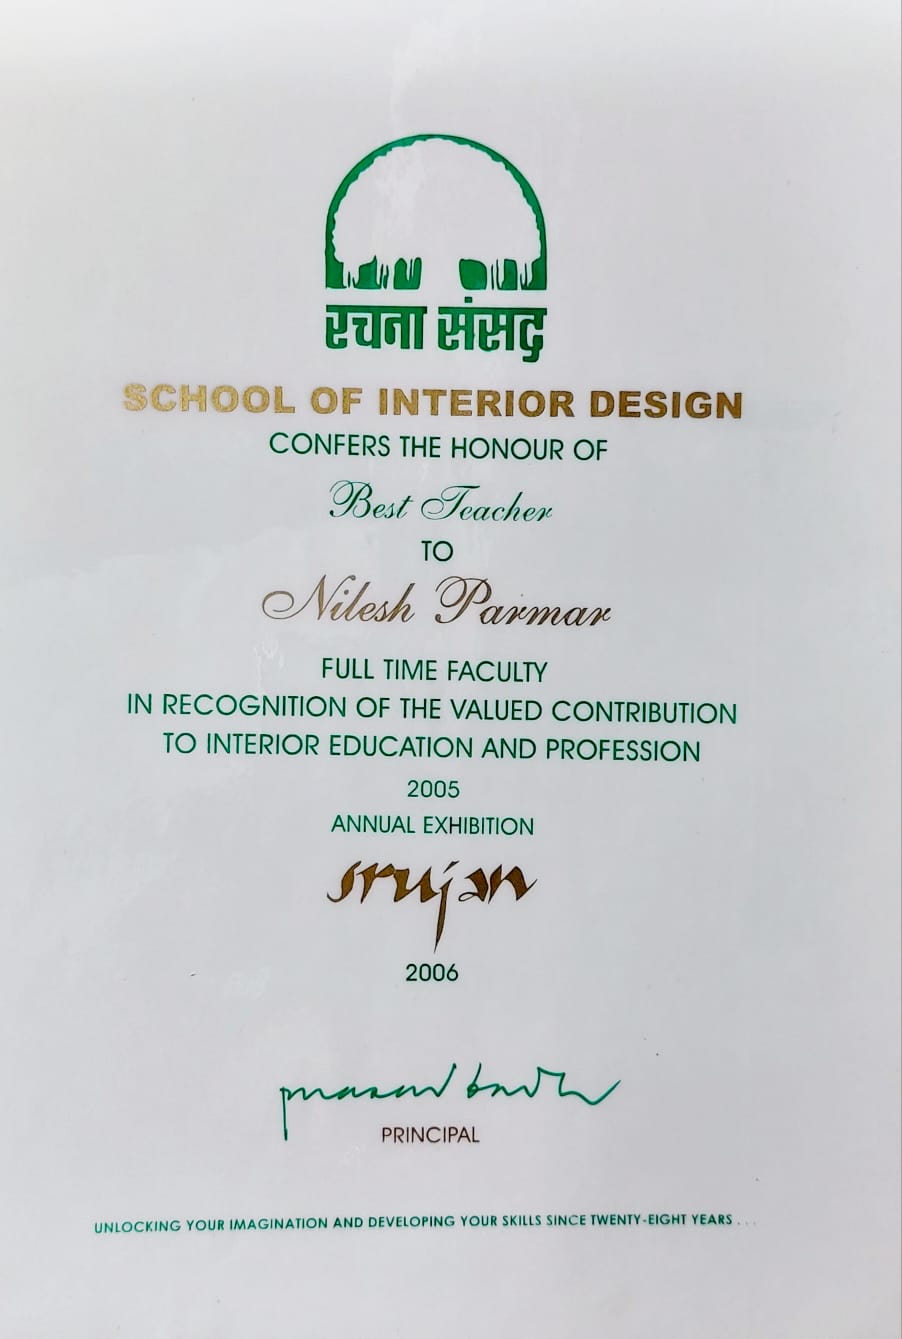 रचना संसद
SCHOOL OF INTERIOR DESIGN
CONFERS THE HONOUR OF
Best Teacher
TO
Nilesh Parmar
FULL TIME FACULTY
IN RECOGNITION OF THE VALUED CONTRIBUTION
TO INTERIOR EDUCATION AND PROFESSION
2005
ANNUAL EXHIBITION
srujan
2006
prasad
PRINCIPAL
UNLOCKING YOUR IMAGINATION AND DEVELOPING YOUR SKILLS SINCE TWENTY-EIGHT YEARS . . .